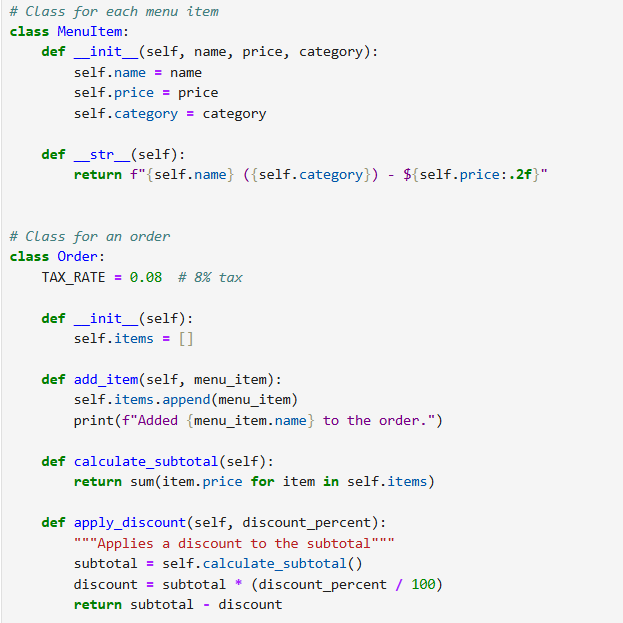 # Class for each menu item
class MenuItem:
    def __init__(self, name, price, category):
        self.name = name
        self.price = price
        self.category = category

    def __str__(self):
        return f"{self.name} ({self.category}) - ${self.price:.2f}"


# Class for an order
class Order:
    TAX_RATE = 0.08  # 8% tax

    def __init__(self):
        self.items = []

    def add_item(self, menu_item):
        self.items.append(menu_item)
        print(f"Added {menu_item.name} to the order.")

    def calculate_subtotal(self):
        return sum(item.price for item in self.items)

    def apply_discount(self, discount_percent):
        """Applies a discount to the subtotal"""
        subtotal = self.calculate_subtotal()
        discount = subtotal * (discount_percent / 100)
        return subtotal - discount